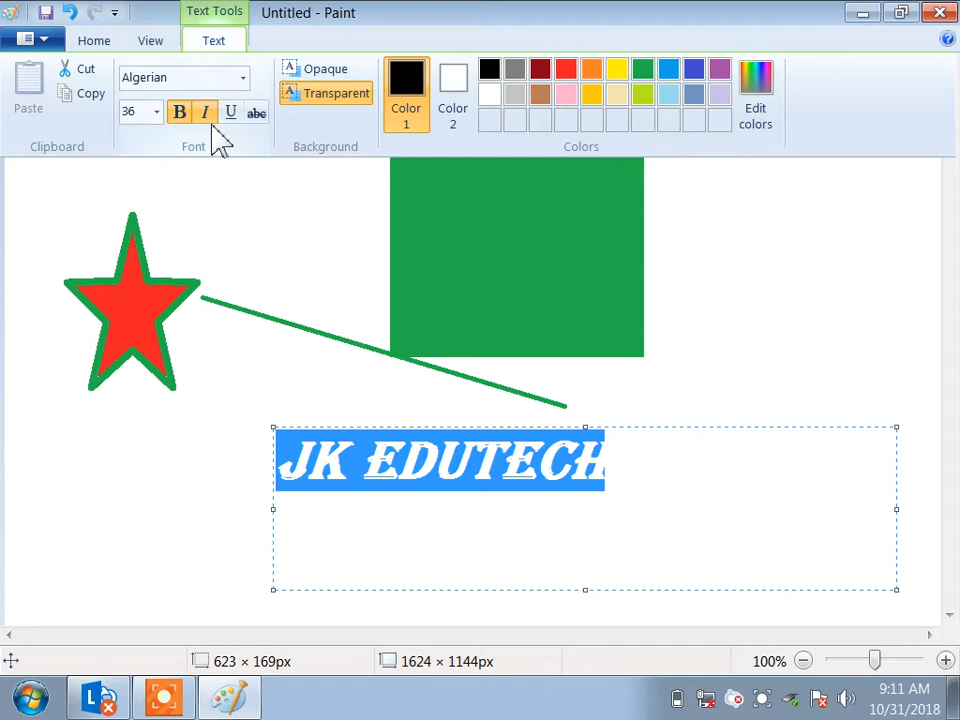 Text Tools
Untitled - Paint
Home View Text
Cut
Copy
Paste
Clipboard
Algerian
36 B I U abc
Font
Opaque
Transparent
Background
Color 1
Color 2
Edit colors
Colors
JK EDUTECH
623 × 169px
1624 × 1144px
100%
9:11 AM
10/31/2018